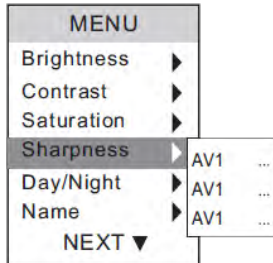 MENU
Brightness ▶
Contrast ▶
Saturation ▶
Sharpness ▶
Day/Night ▶
Name ▶
NEXT ▼
AV1 ...
AV1 ...
AV1 ...